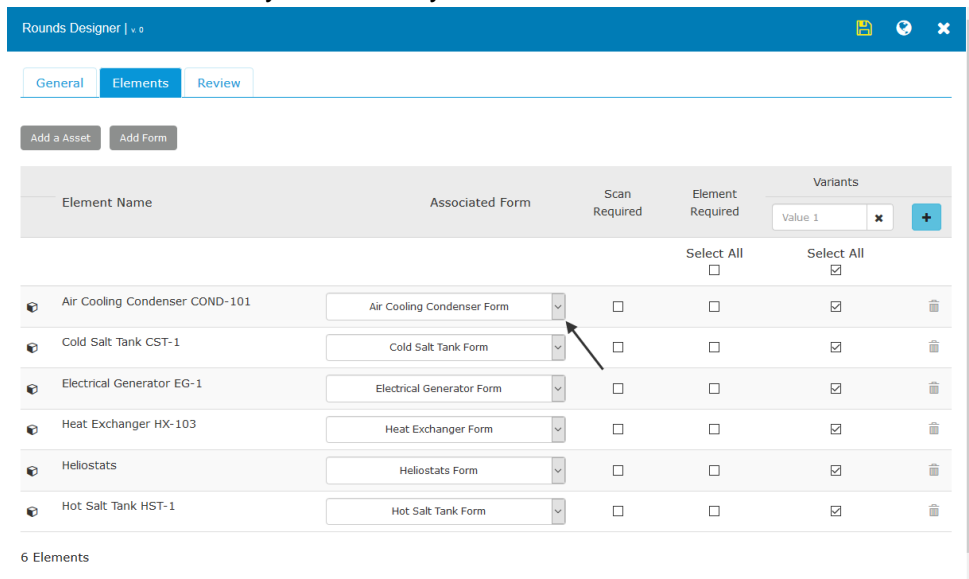 Rounds Designer | v. 0
General Elements Review
Add a Asset Add Form
Element Name Associated Form Scan Required Element Required Variants
Value 1
Select All Select All
Air Cooling Condenser COND-101 Air Cooling Condenser Form
Cold Salt Tank CST-1 Cold Salt Tank Form
Electrical Generator EG-1 Electrical Generator Form
Heat Exchanger HX-103 Heat Exchanger Form
Heliostats Heliostats Form
Hot Salt Tank HST-1 Hot Salt Tank Form
6 Elements